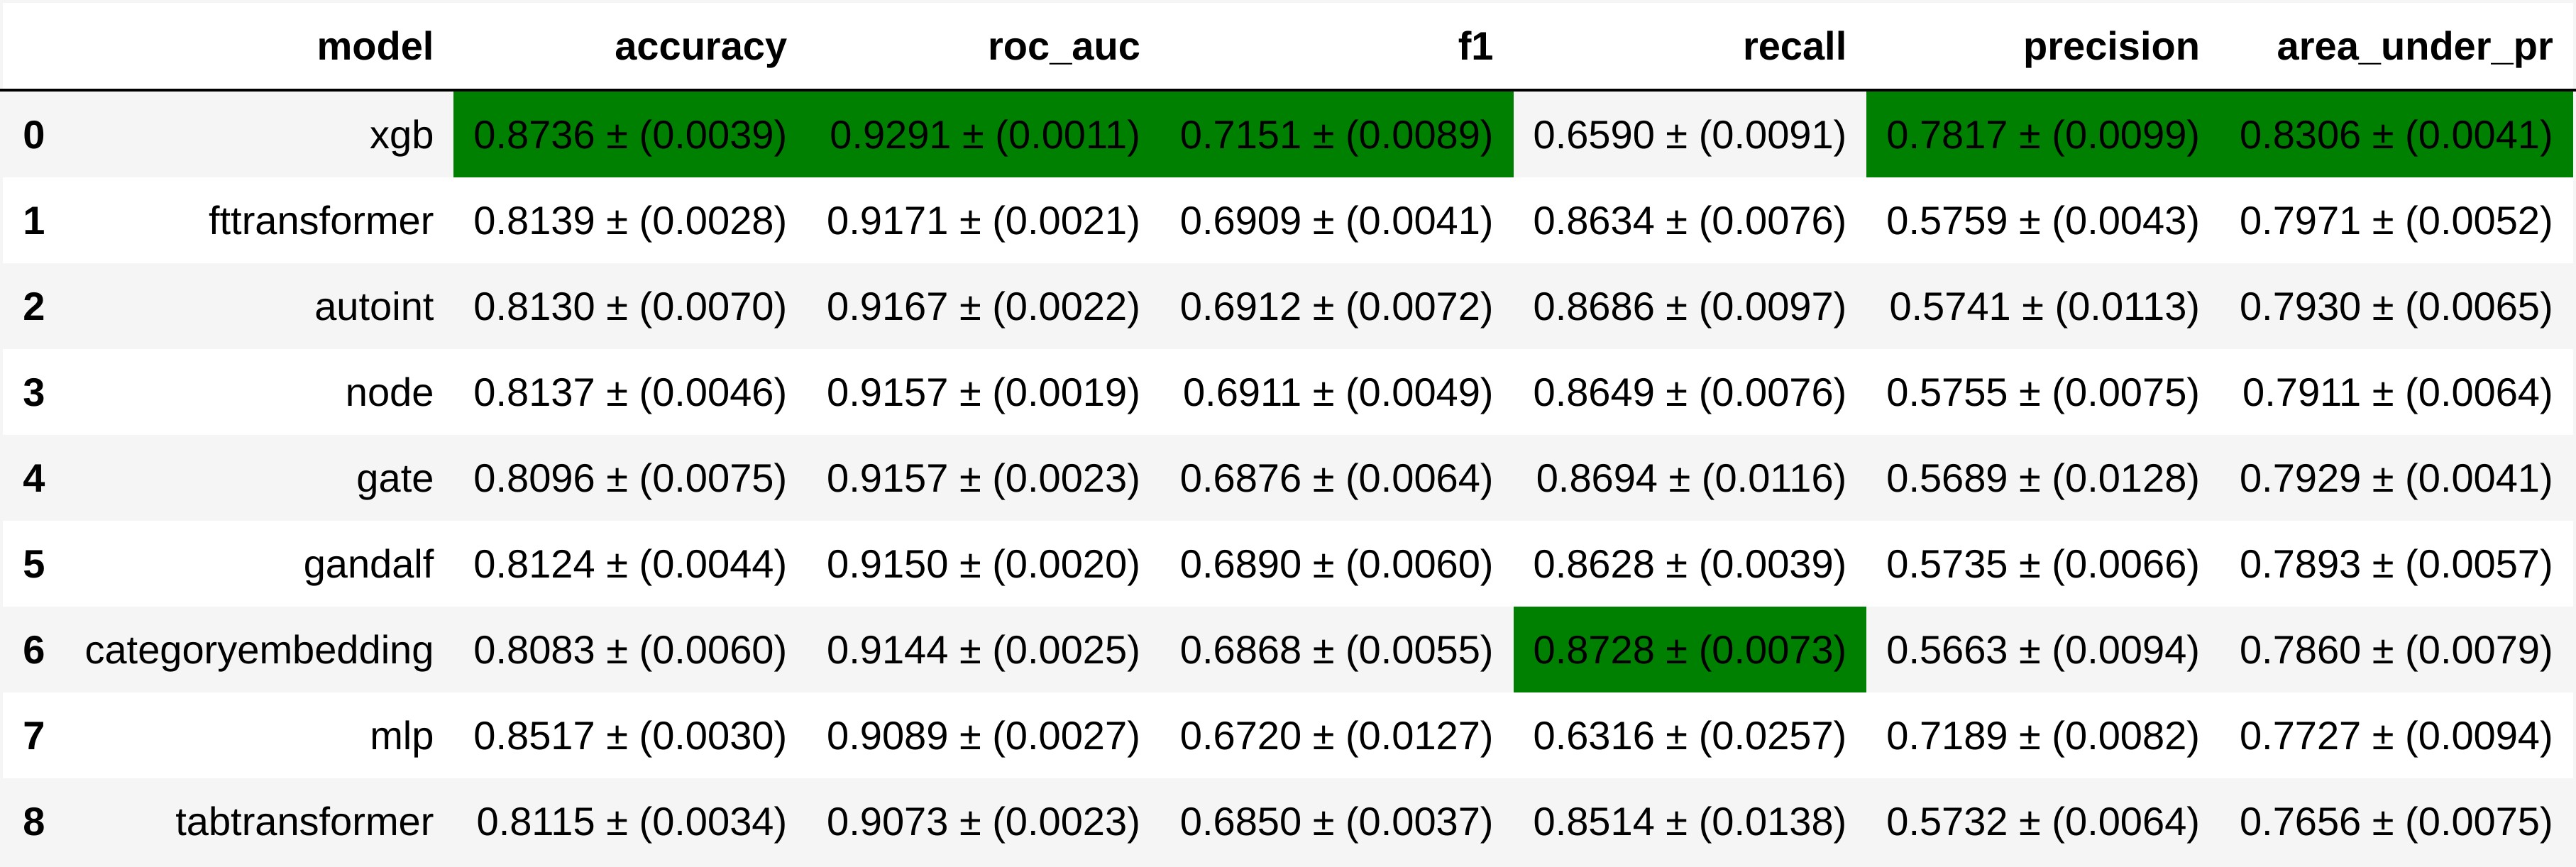 model accuracy roc_auc f1 recall precision area_under_pr
0 xgb 0.8736 ± (0.0039) 0.9291 ± (0.0011) 0.7151 ± (0.0089) 0.6590 ± (0.0091) 0.7817 ± (0.0099) 0.8306 ± (0.0041)
1 fttransformer 0.8139 ± (0.0028) 0.9171 ± (0.0021) 0.6909 ± (0.0041) 0.8634 ± (0.0076) 0.5759 ± (0.0043) 0.7971 ± (0.0052)
2 autoint 0.8130 ± (0.0070) 0.9167 ± (0.0022) 0.6912 ± (0.0072) 0.8686 ± (0.0097) 0.5741 ± (0.0113) 0.7930 ± (0.0065)
3 node 0.8137 ± (0.0046) 0.9157 ± (0.0019) 0.6911 ± (0.0049) 0.8649 ± (0.0076) 0.5755 ± (0.0075) 0.7911 ± (0.0064)
4 gate 0.8096 ± (0.0075) 0.9157 ± (0.0023) 0.6876 ± (0.0064) 0.8694 ± (0.0116) 0.5689 ± (0.0128) 0.7929 ± (0.0041)
5 gandalf 0.8124 ± (0.0044) 0.9150 ± (0.0020) 0.6890 ± (0.0060) 0.8628 ± (0.0039) 0.5735 ± (0.0066) 0.7893 ± (0.0057)
6 categoryembedding 0.8083 ± (0.0060) 0.9144 ± (0.0025) 0.6868 ± (0.0055) 0.8728 ± (0.0073) 0.5663 ± (0.0094) 0.7860 ± (0.0079)
7 mlp 0.8517 ± (0.0030) 0.9089 ± (0.0027) 0.6720 ± (0.0127) 0.6316 ± (0.0257) 0.7189 ± (0.0082) 0.7727 ± (0.0094)
8 tabtransformer 0.8115 ± (0.0034) 0.9073 ± (0.0023) 0.6850 ± (0.0037) 0.8514 ± (0.0138) 0.5732 ± (0.0064) 0.7656 ± (0.0075)